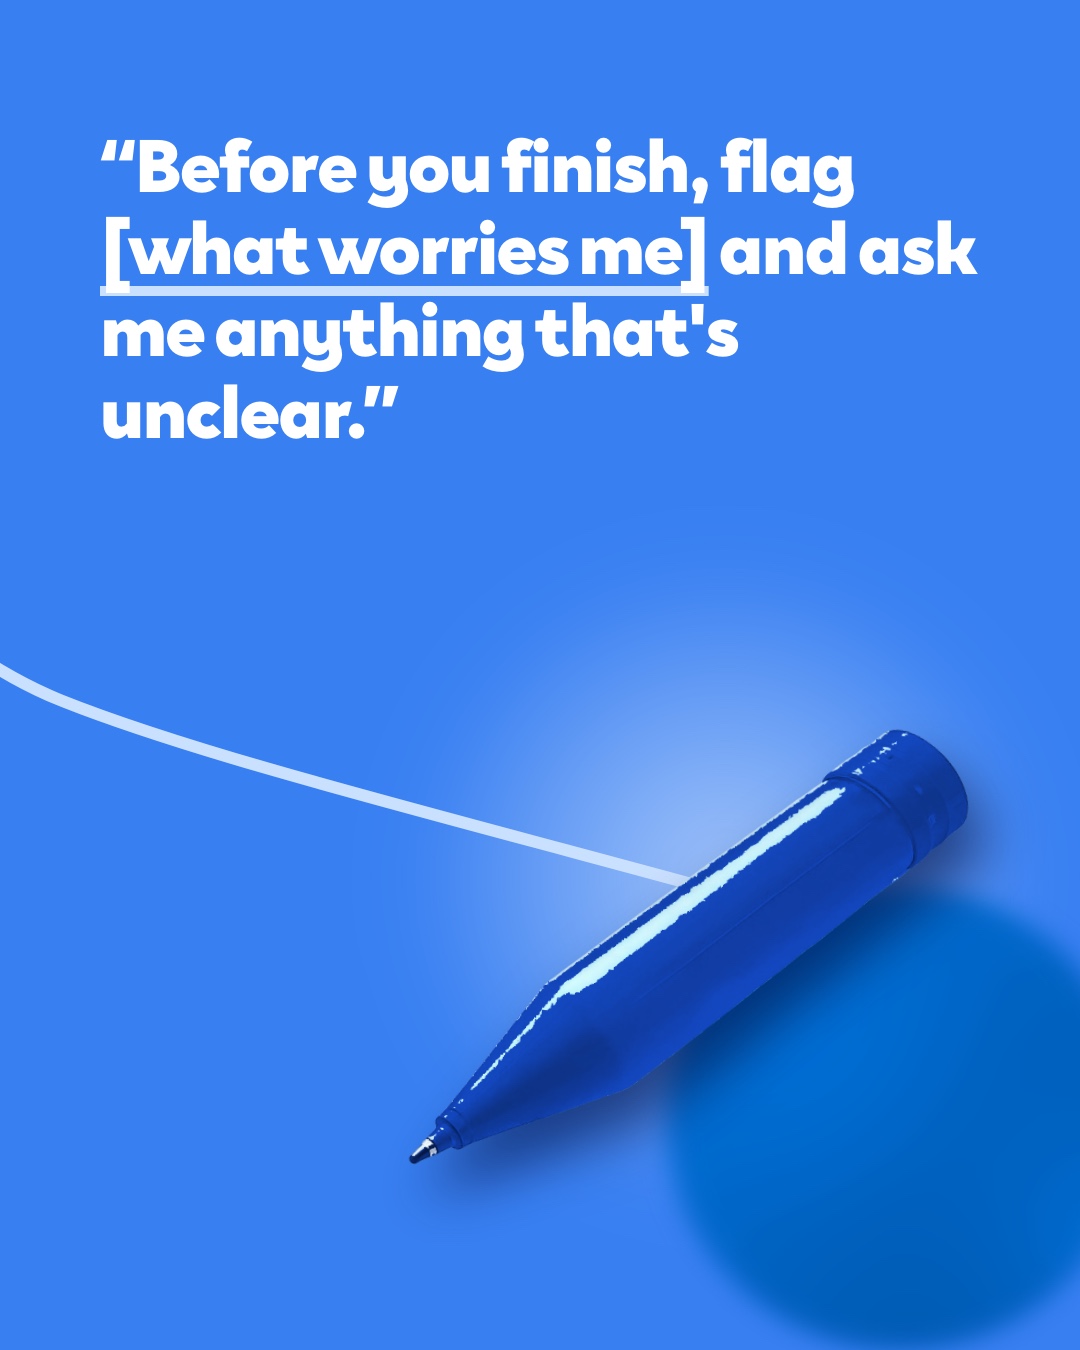 “Before you finish, flag
[what worries me] and ask
me anything that's
unclear.”